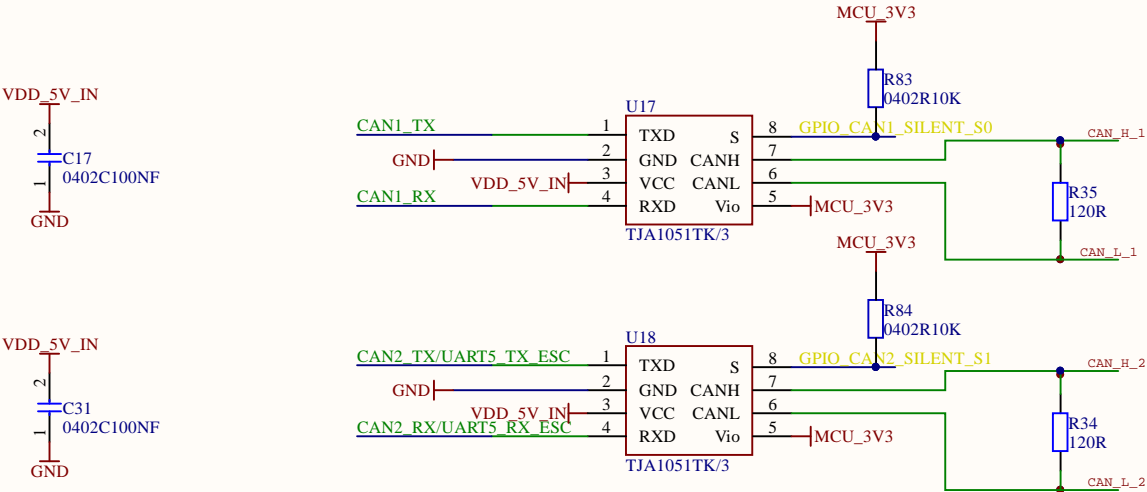 MCU_3V3
R83
0402R10K
VDD_5V_IN
2
C17
1
0402C100NF
GND
U17
CAN1_TX
1
TXD
S
8
GPIO_CAN1_SILENT_S0
GND
2
GND
CANH
7
CAN_H_1
VDD_5V_IN
3
VCC
CANL
6
CAN1_RX
4
RXD
Vio
5
MCU_3V3
TJA1051TK/3
R35
120R
CAN_L_1
MCU_3V3
R84
0402R10K
VDD_5V_IN
2
C31
1
0402C100NF
GND
U18
CAN2_TX/UART5_TX_ESC
1
TXD
S
8
GPIO_CAN2_SILENT_S1
GND
2
GND
CANH
7
CAN_H_2
VDD_5V_IN
3
VCC
CANL
6
CAN2_RX/UART5_RX_ESC
4
RXD
Vio
5
MCU_3V3
TJA1051TK/3
R34
120R
CAN_L_2